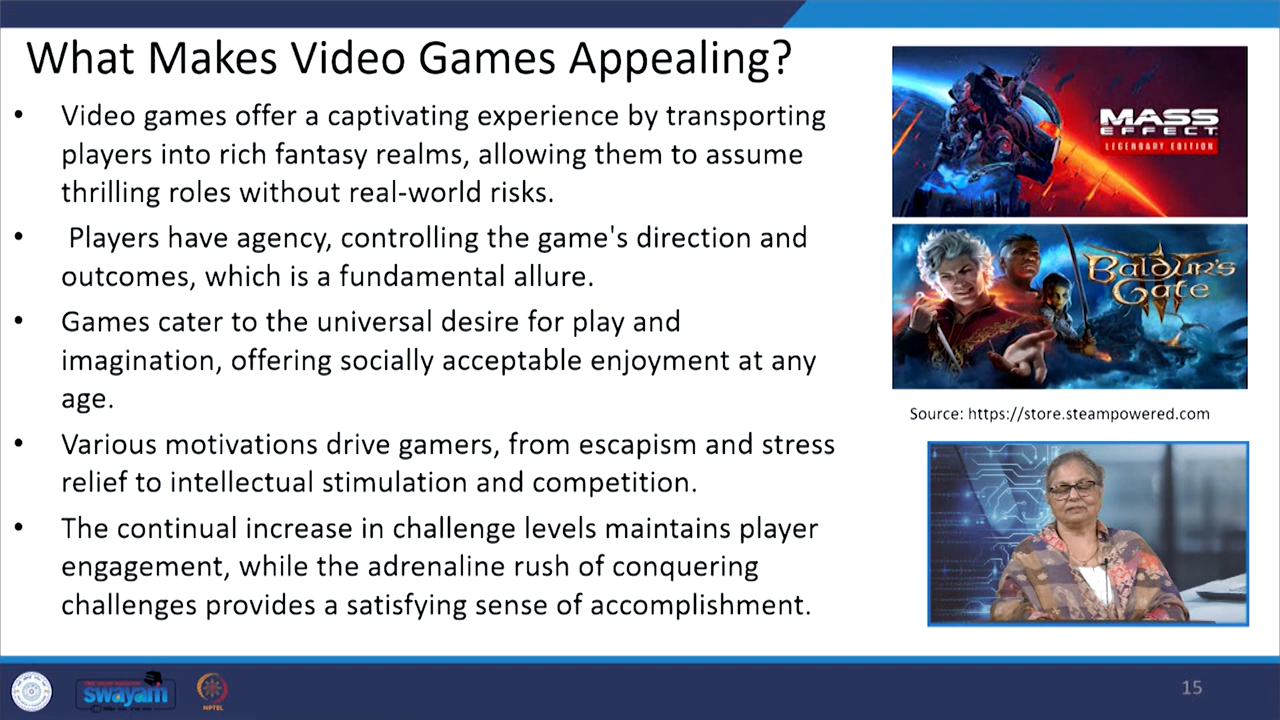 What Makes Video Games Appealing?
• Video games offer a captivating experience by transporting
players into rich fantasy realms, allowing them to assume
thrilling roles without real-world risks.
• Players have agency, controlling the game's direction and
outcomes, which is a fundamental allure.
• Games cater to the universal desire for play and
imagination, offering socially acceptable enjoyment at any
age.
• Various motivations drive gamers, from escapism and stress
relief to intellectual stimulation and competition.
• The continual increase in challenge levels maintains player
engagement, while the adrenaline rush of conquering
challenges provides a satisfying sense of accomplishment.
MASS
EFFECT
LEGENDARY EDITION
BALDUR'S
GATE
III
Source: https://store.steampowered.com
swayam
NPTEL
15